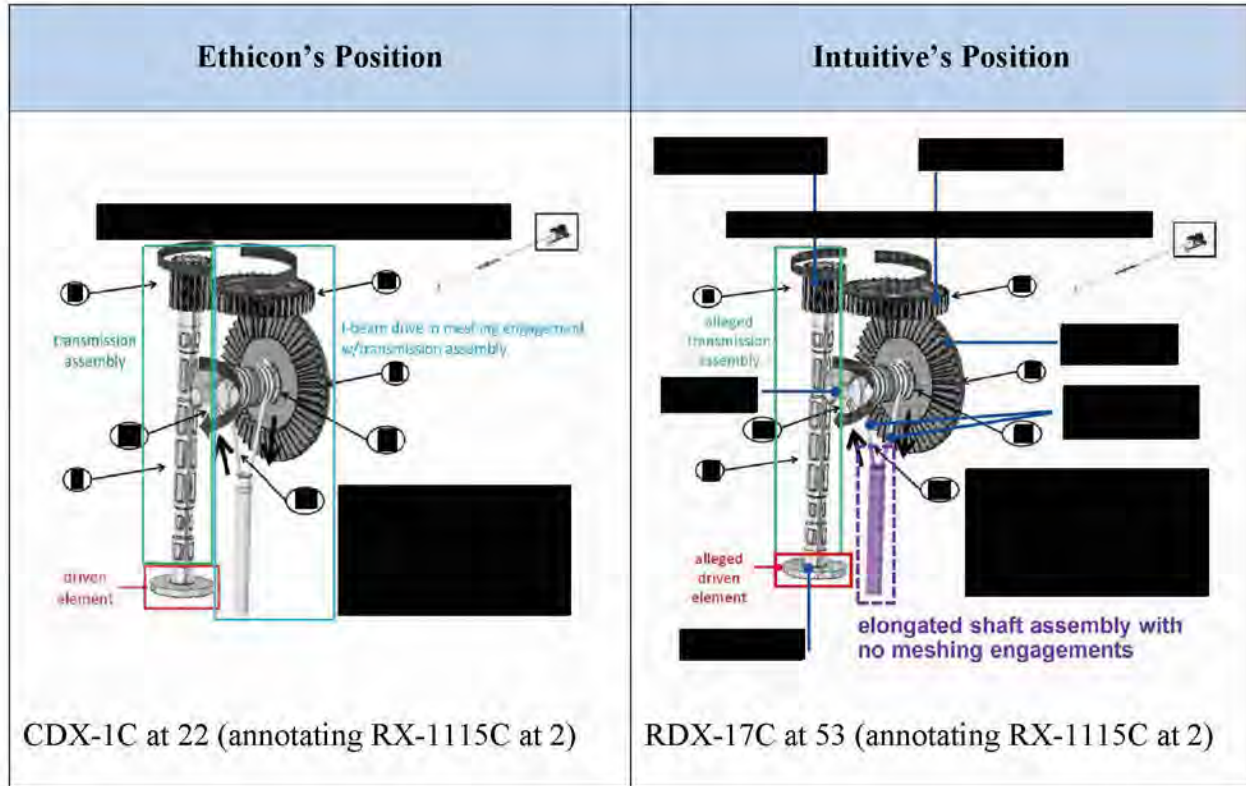 Ethicon's Position
Intuitive's Position
transmission
assembly
I-beam drive in meshing engagement
w/transmission assembly
driven
element
CDX-1C at 22 (annotating RX-1115C at 2)
alleged
transmission
assembly
alleged
driven
element
elongated shaft assembly with
no meshing engagements
RDX-17C at 53 (annotating RX-1115C at 2)